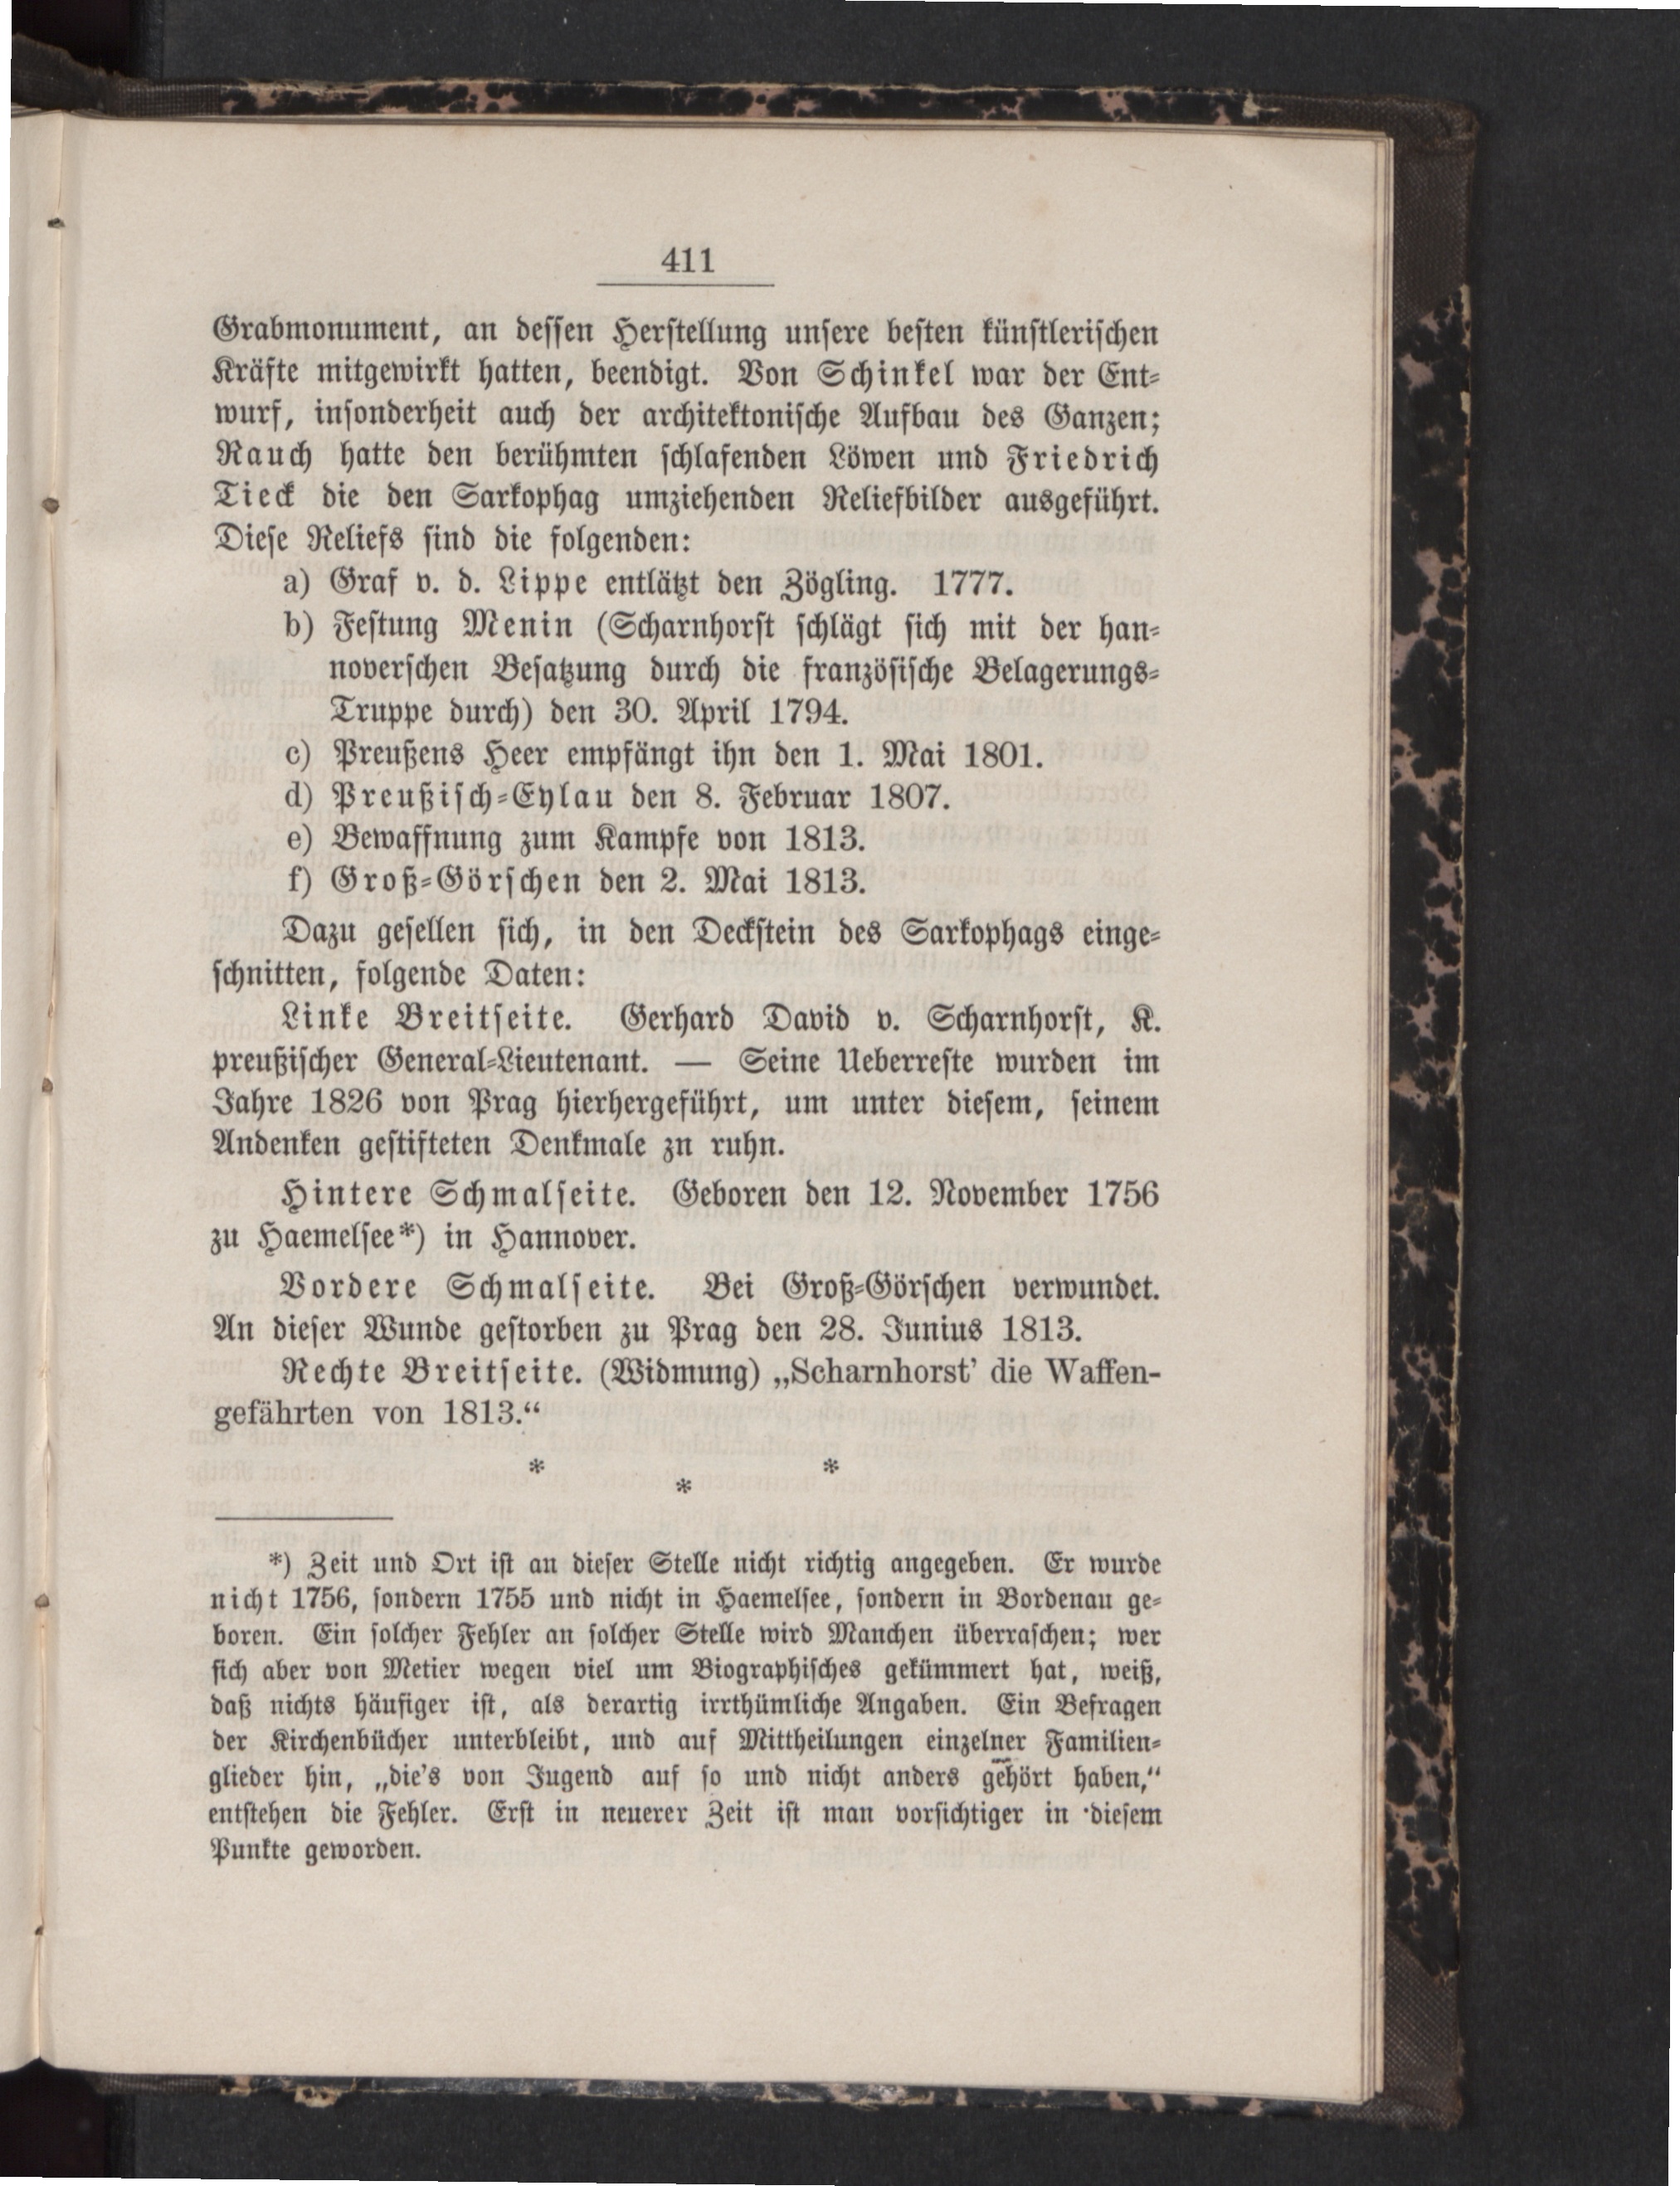 411
Grabmonument, an dessen Herstellung unsere besten künstlerischen
Kräfte mitgewirkt hatten, beendigt. Von Schinkel war der Ent-
wurf, insonderheit auch der architektonische Aufbau des Ganzen;
Rauch hatte den berühmten schlafenden Löwen und Friedrich
Tieck die den Sarkophag umziehenden Reliefbilder ausgeführt.
Diese Reliefs sind die folgenden:
a) Graf v. d. Lippe entlätzt den Zögling. 1777.
b) Festung Menin (Scharnhorst schlägt sich mit der han-
noverschen Besatzung durch die französische Belagerungs-
Truppe durch) den 30. April 1794.
c) Preußens Heer empfängt ihn den 1. Mai 1801.
d) Preußisch-Eylau den 8. Februar 1807.
e) Bewaffnung zum Kampfe von 1813.
f) Groß-Görschen den 2. Mai 1813.
Dazu gesellen sich, in den Deckstein des Sarkophags einge-
schnitten, folgende Daten:
Linke Breitseite. Gerhard David v. Scharnhorst, K.
preußischer General-Lieutenant. — Seine Ueberreste wurden im
Jahre 1826 von Prag hierhergeführt, um unter diesem, seinem
Andenken gestifteten Denkmale zu ruhn.
Hintere Schmalseite. Geboren den 12. November 1756
zu Haemelsee*) in Hannover.
Vordere Schmalseite. Bei Groß-Görschen verwundet.
An dieser Wunde gestorben zu Prag den 28. Junius 1813.
Rechte Breitseite. (Widmung) „Scharnhorst’ die Waffen-
gefährten von 1813.“
* * *
*) Zeit und Ort ist an dieser Stelle nicht richtig angegeben. Er wurde
nicht 1756, sondern 1755 und nicht in Haemelsee, sondern in Bordenau ge-
boren. Ein solcher Fehler an solcher Stelle wird Manchen überraschen; wer
sich aber von Metier wegen viel um Biographisches gekümmert hat, weiß,
daß nichts häufiger ist, als derartig irrthümliche Angaben. Ein Befragen
der Kirchenbücher unterbleibt, und auf Mittheilungen einzelner Familien-
glieder hin, „die’s von Jugend auf so und nicht anders gehört haben,“
entstehen die Fehler. Erst in neuerer Zeit ist man vorsichtiger in diesem
Punkte geworden.